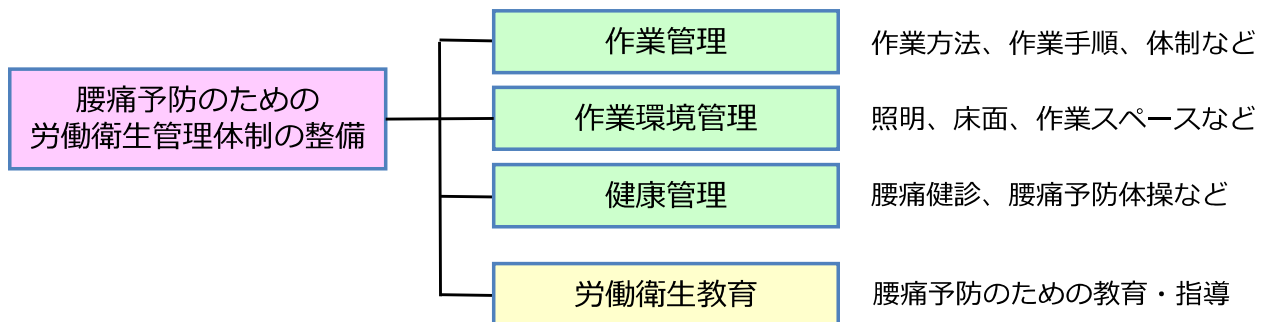 腰痛予防のための
労働衛生管理体制の整備
作業管理
作業方法、作業手順、体制など
作業環境管理
照明、床面、作業スペースなど
健康管理
腰痛健診、腰痛予防体操など
労働衛生教育
腰痛予防のための教育・指導